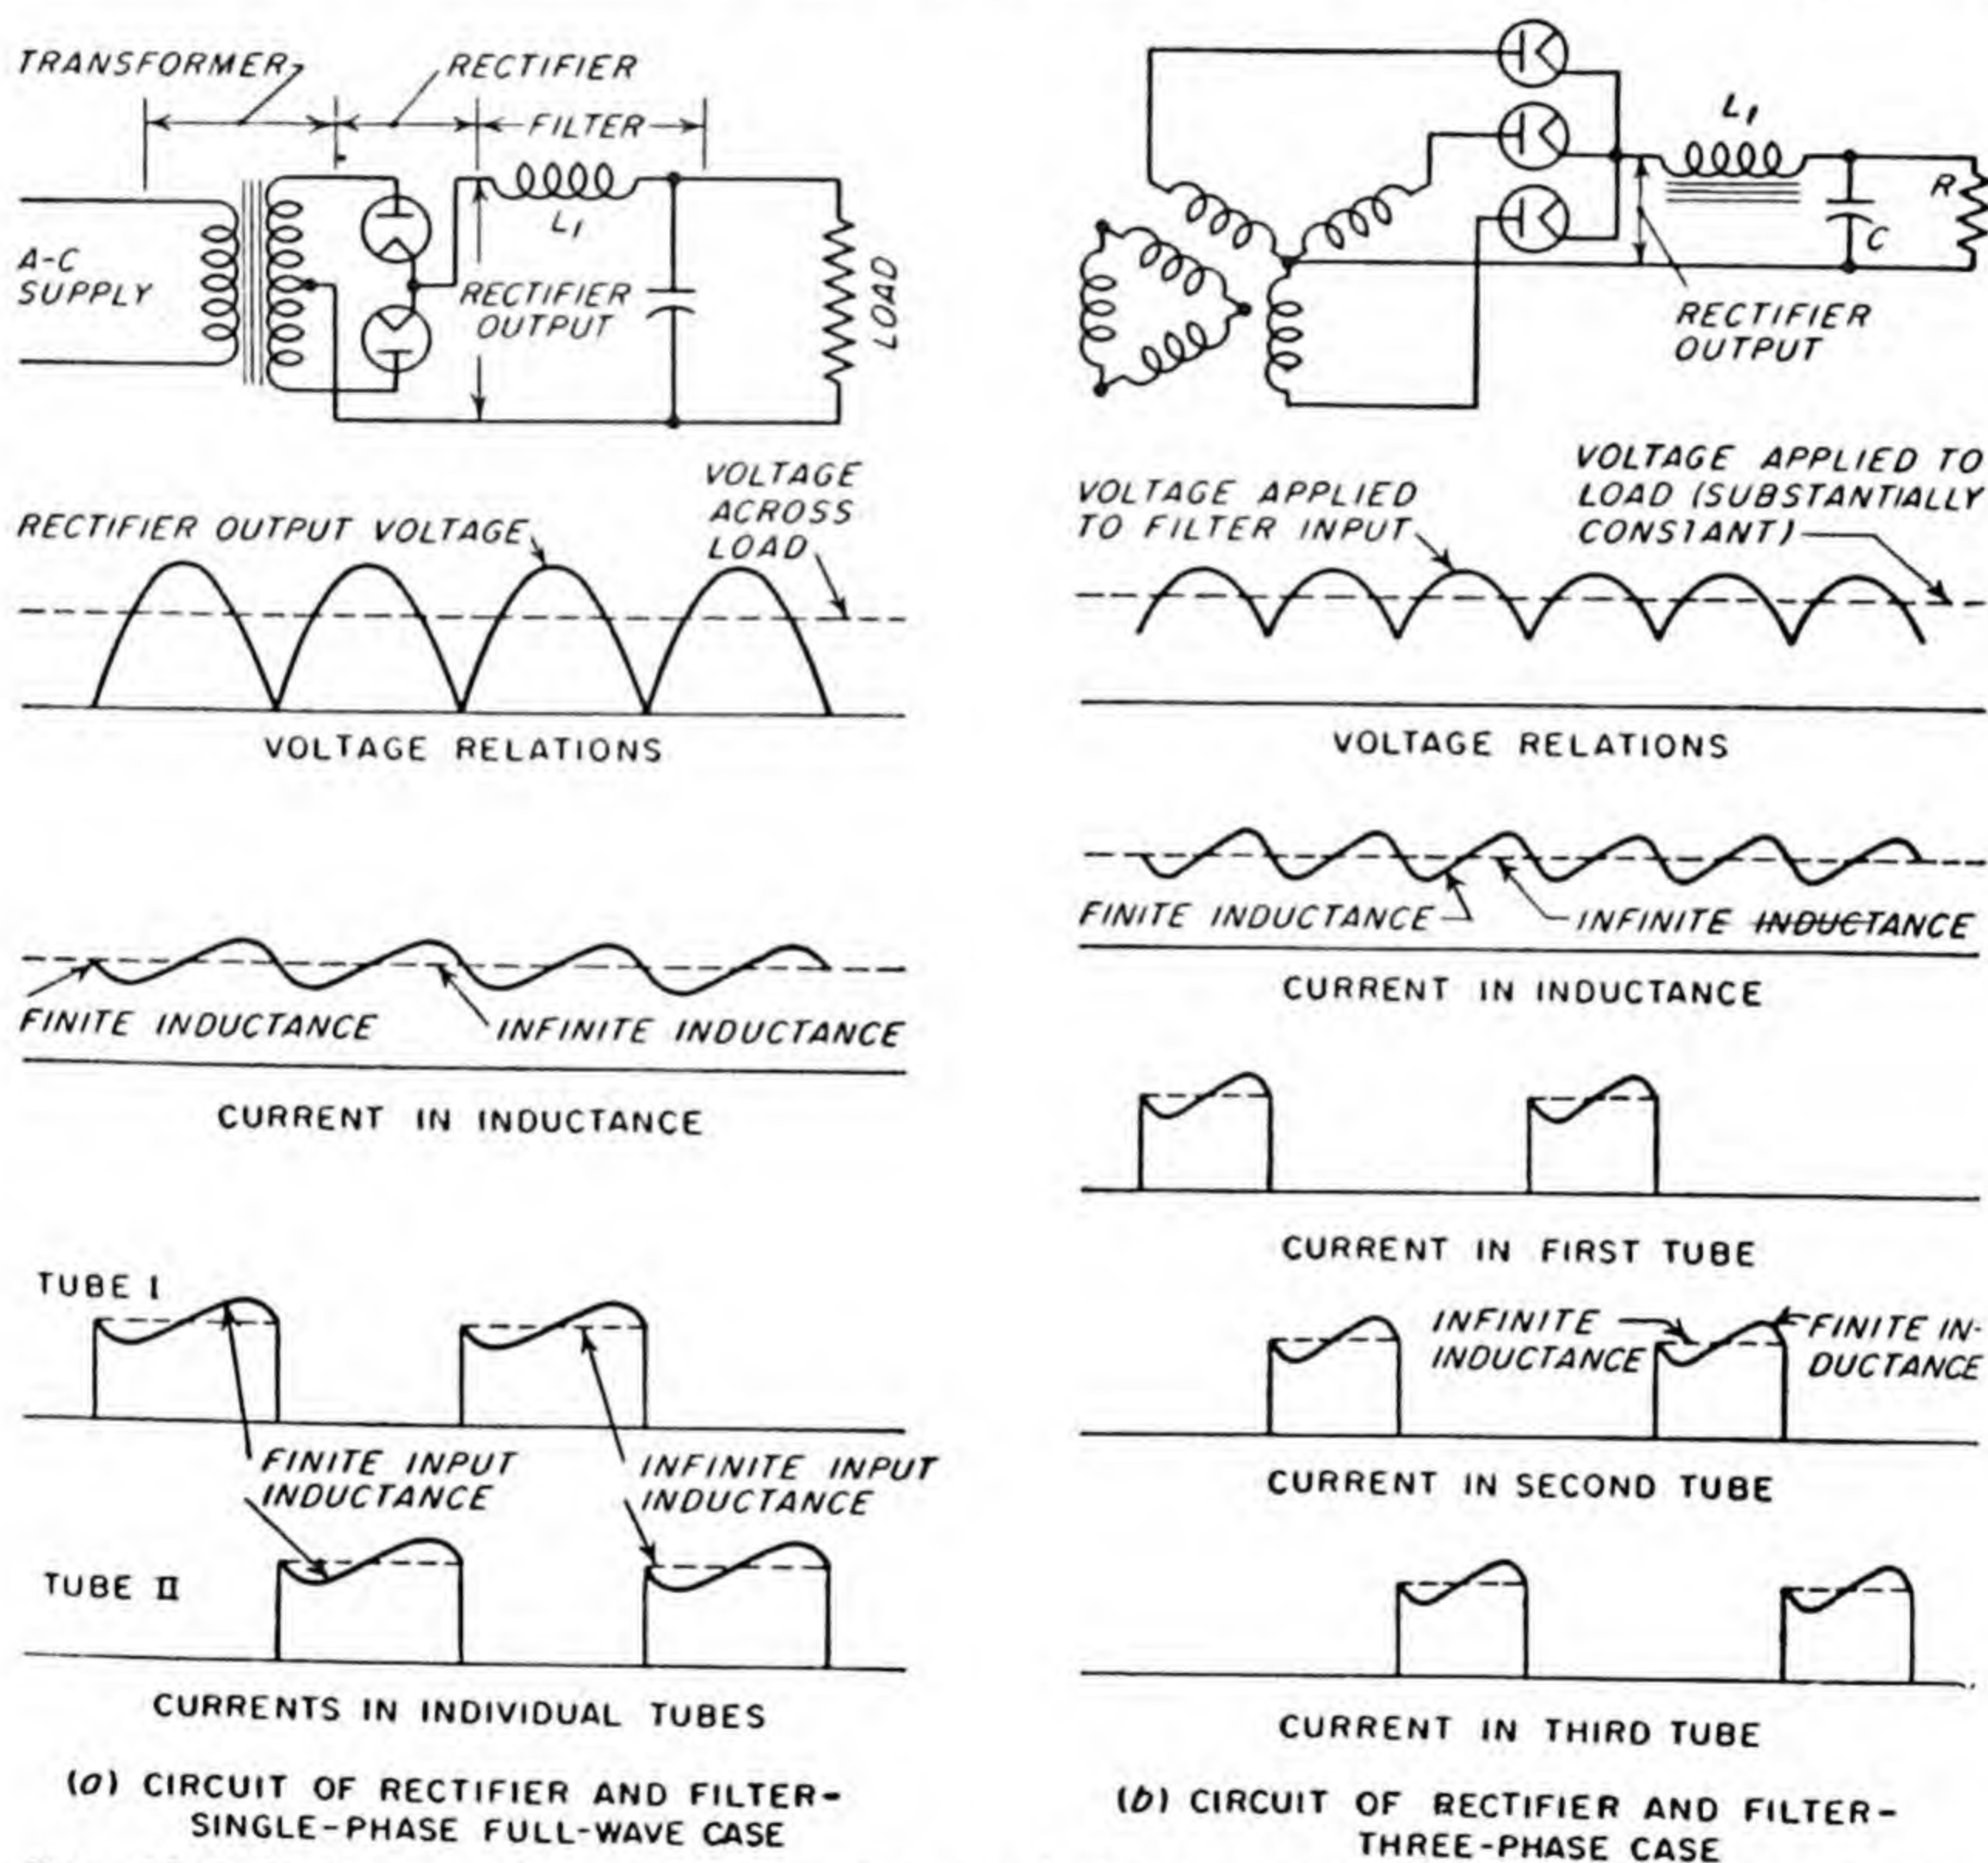 TRANSFORMER
RECTIFIER
FILTER
A-C
SUPPLY
L1
RECTIFIER
OUTPUT
LOAD
RECTIFIER OUTPUT VOLTAGE
VOLTAGE
ACROSS
LOAD
VOLTAGE RELATIONS
FINITE INDUCTANCE
INFINITE INDUCTANCE
CURRENT IN INDUCTANCE
TUBE I
FINITE INPUT
INDUCTANCE
INFINITE INPUT
INDUCTANCE
TUBE II
CURRENTS IN INDIVIDUAL TUBES
(a) CIRCUIT OF RECTIFIER AND FILTER-
SINGLE-PHASE FULL-WAVE CASE
L1
R
C
RECTIFIER
OUTPUT
VOLTAGE APPLIED
TO FILTER INPUT
VOLTAGE APPLIED TO
LOAD (SUBSTANTIALLY
CONSTANT)
VOLTAGE RELATIONS
FINITE INDUCTANCE
INFINITE INDUCTANCE
CURRENT IN INDUCTANCE
CURRENT IN FIRST TUBE
INFINITE
INDUCTANCE
FINITE IN-
DUCTANCE
CURRENT IN SECOND TUBE
CURRENT IN THIRD TUBE
(b) CIRCUIT OF RECTIFIER AND FILTER-
THREE-PHASE CASE